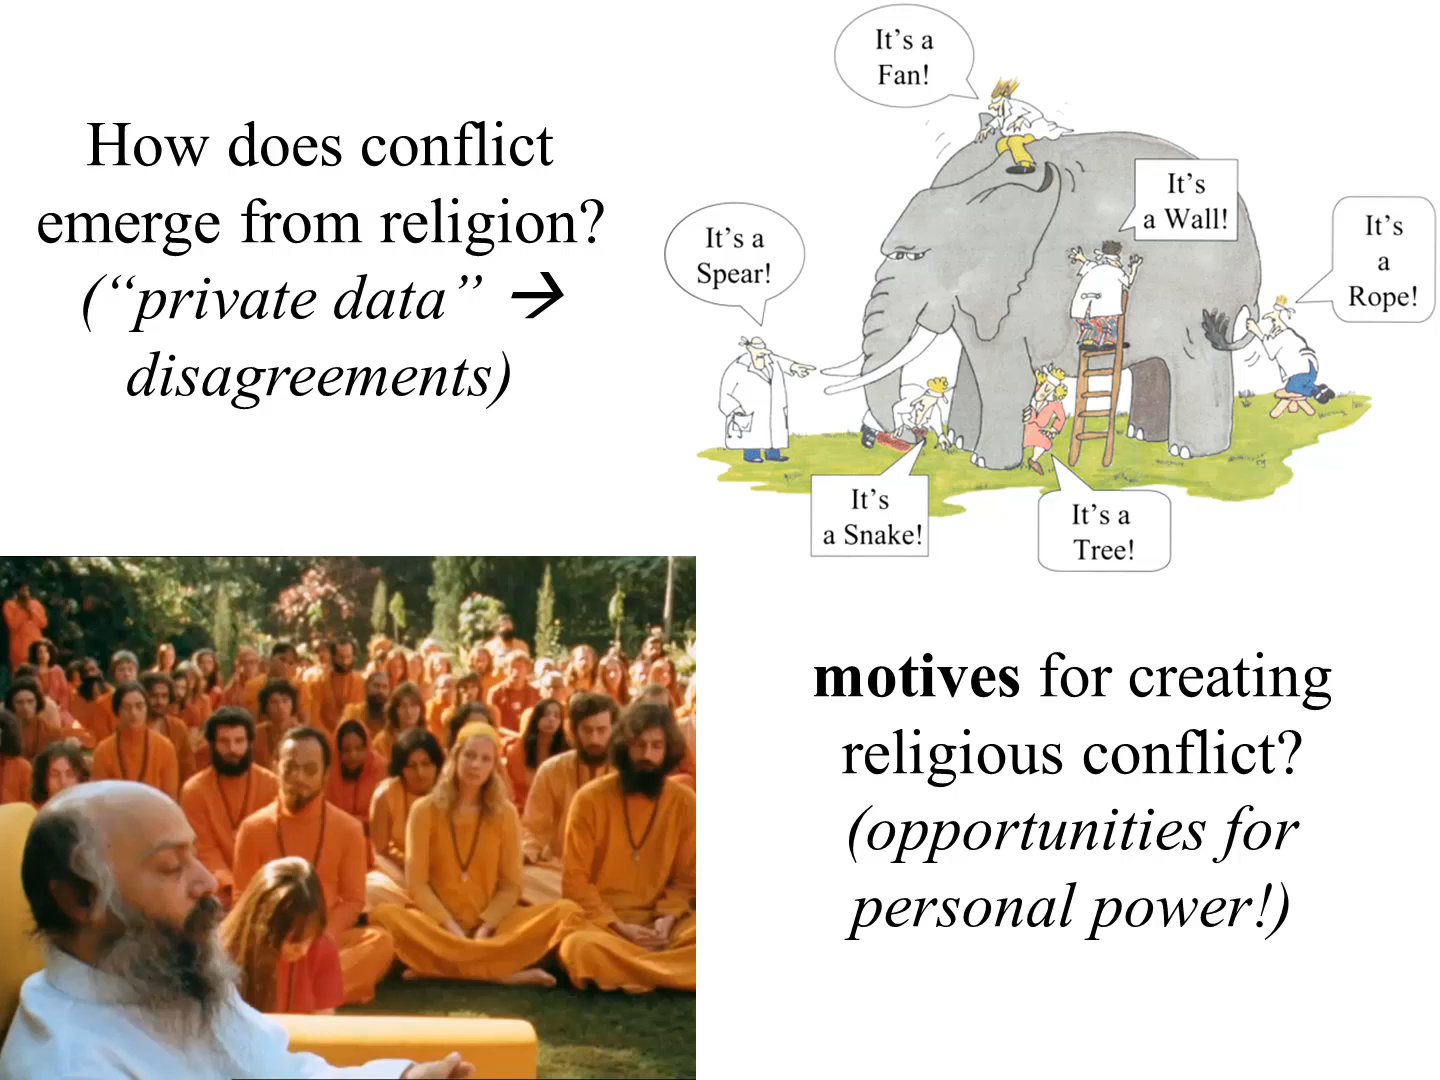 How does conflict
emerge from religion?
(“private data” →
disagreements)
It’s a
Fan!
It’s
a Wall!
It’s a
Spear!
It’s
a
Rope!
It’s
a Snake!
It’s a
Tree!
motives for creating
religious conflict?
(opportunities for
personal power!)